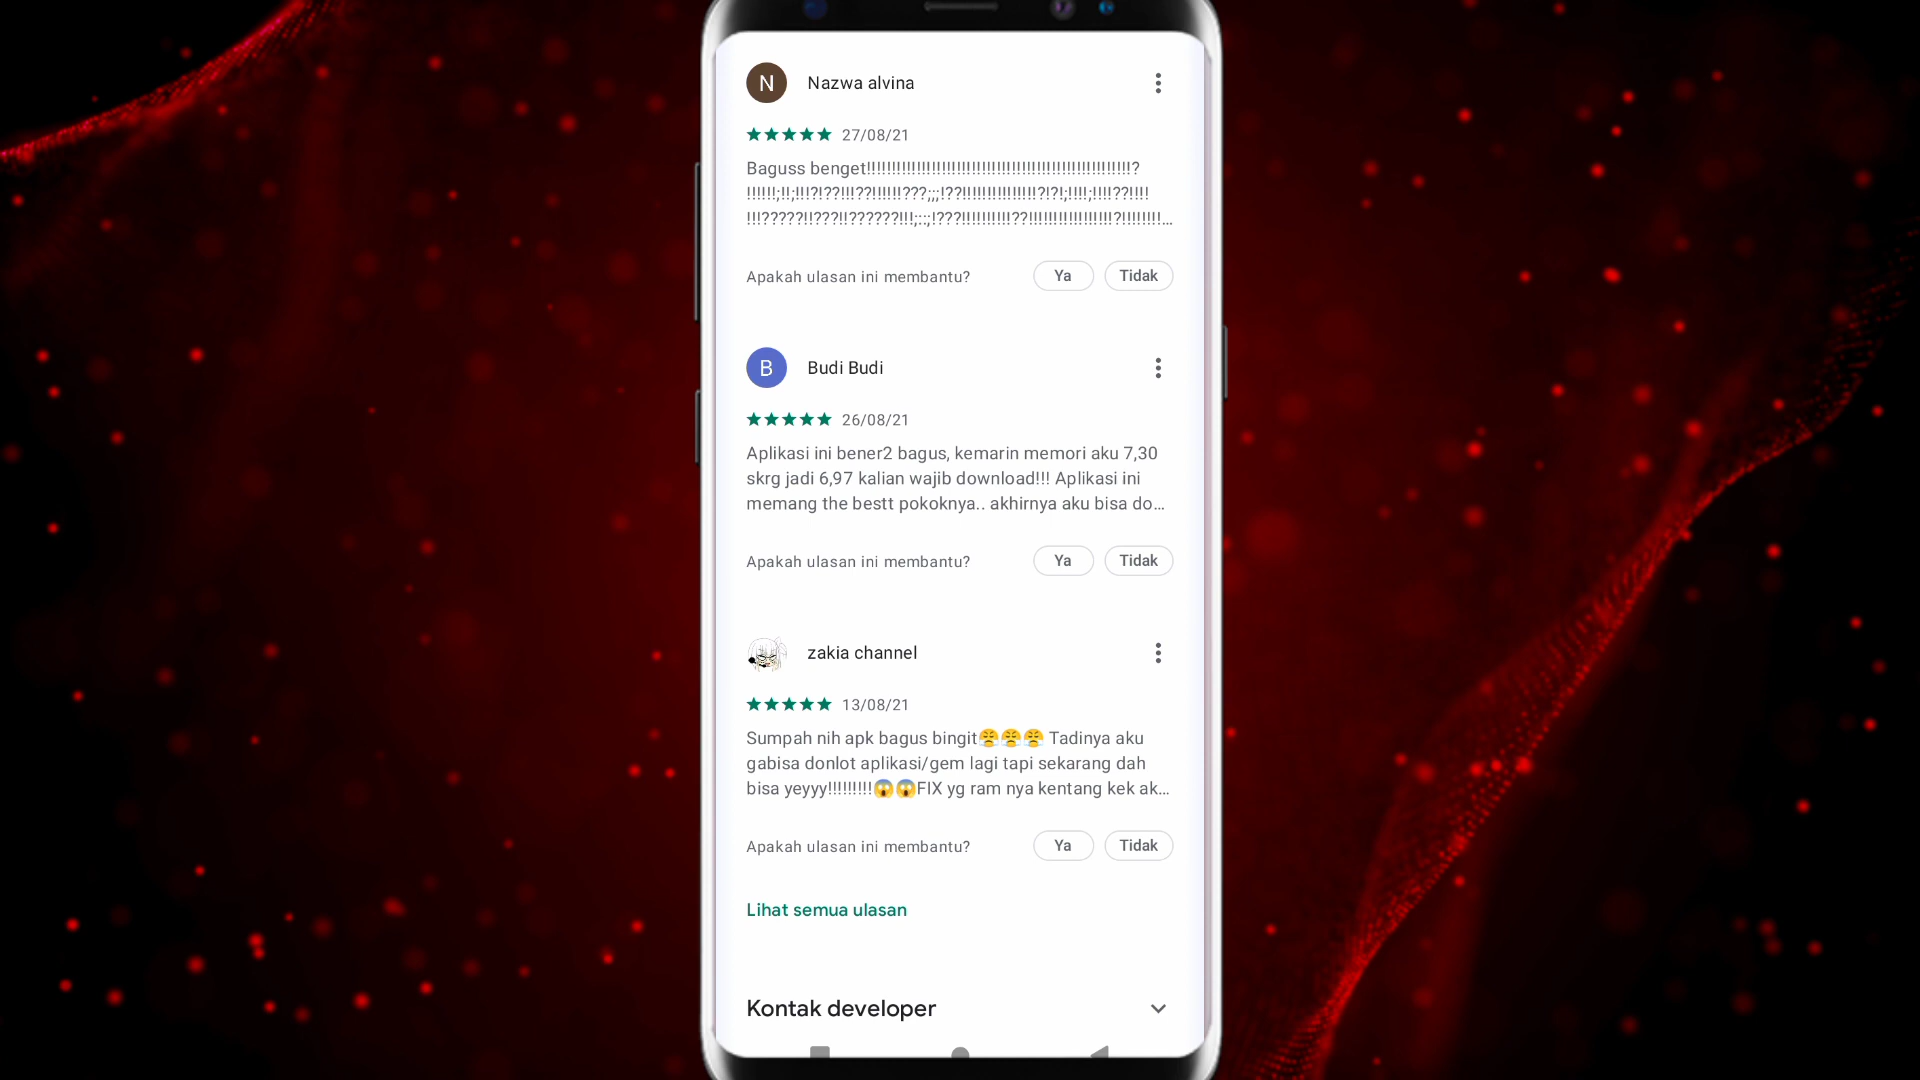 N Nazwa alvina
27/08/21
Baguss benget!!!!!!!!!!!!!!!!!!!!!!!!!!!!!!!!!!!!!!!!!!!!!!!!!!!!!!?
!!!!!!;!!;!!!?!??!!!??!!!!!!???;;;!??!!!!!!!!!!!!!!!?!?!;!!!!;!!!!??!!!!
!!!?????!!???!!??????!!!;:;!???!!!!!!!!!!??!!!!!!!!!!!!!!!!!?!!!!!!!!...
Apakah ulasan ini membantu? Ya Tidak
B Budi Budi
26/08/21
Aplikasi ini bener2 bagus, kemarin memori aku 7,30
skrg jadi 6,97 kalian wajib download!!! Aplikasi ini
memang the bestt pokoknya.. akhirnya aku bisa do...
Apakah ulasan ini membantu? Ya Tidak
zakia channel
13/08/21
Sumpah nih apk bagus bingit😤😤😤 Tadinya aku
gabisa donlot aplikasi/gem lagi tapi sekarang dah
bisa yeyyy!!!!!!!!!😱😱FIX yg ram nya kentang kek ak...
Apakah ulasan ini membantu? Ya Tidak
Lihat semua ulasan
Kontak developer